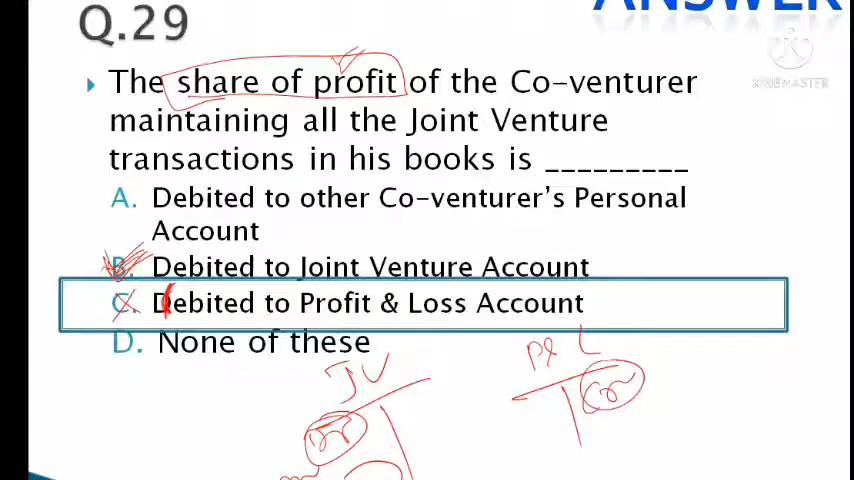 ANSWER
Q.29
KINEMASTER
The share of profit of the Co-venturer
maintaining all the Joint Venture
transactions in his books is _________
A. Debited to other Co-venturer's Personal
Account
B. Debited to Joint Venture Account
C. Debited to Profit & Loss Account
D. None of these
JV
P& L
Dr
Cr